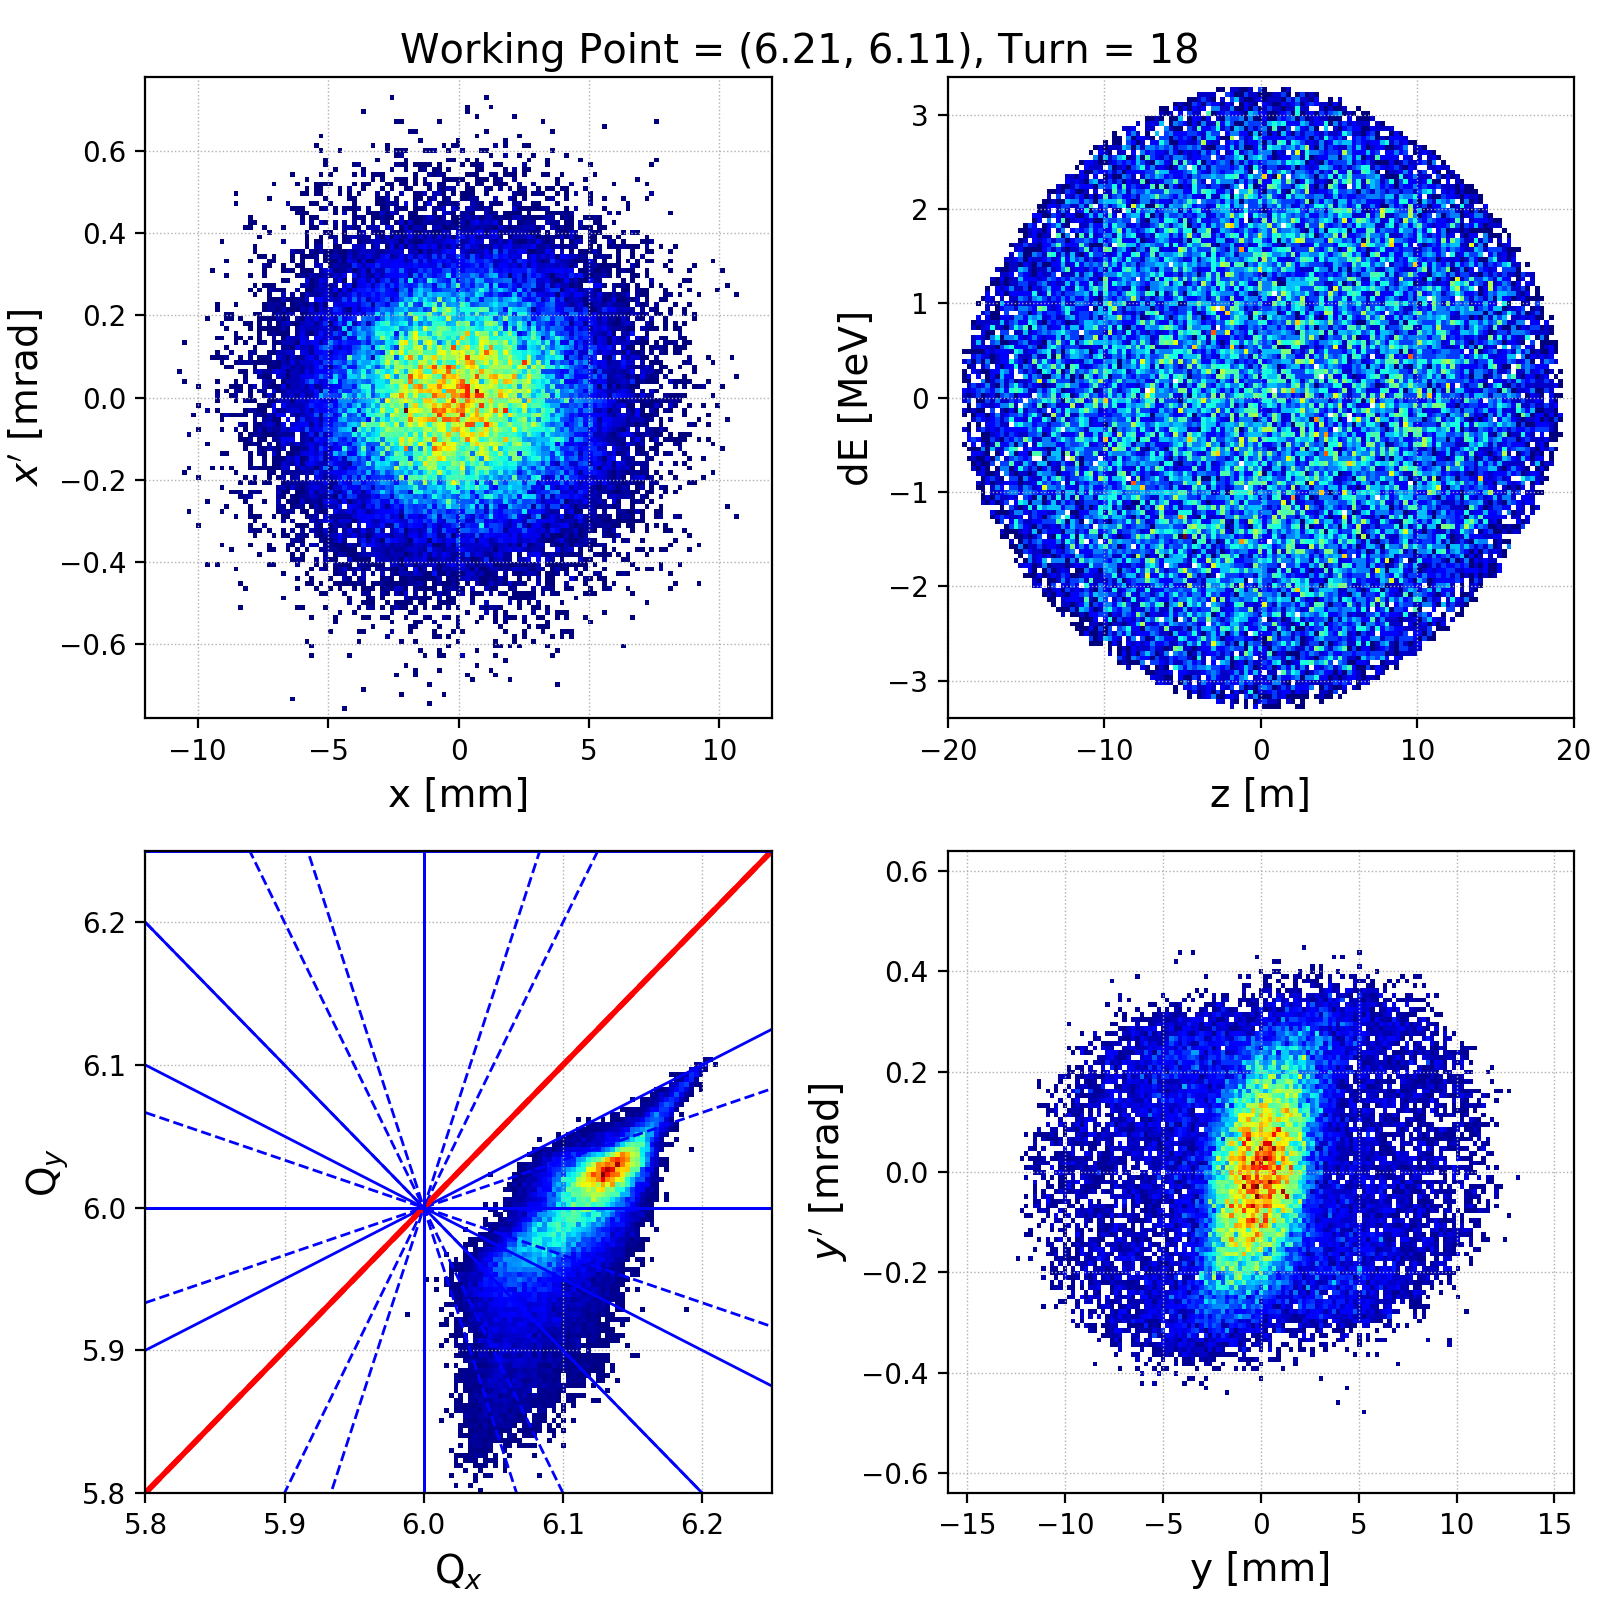 Working Point = (6.21, 6.11), Turn = 18
0.6
0.4
0.2
0.0
−0.2
−0.4
−0.6
x′ [mrad]
−10 −5 0 5 10
x [mm]
3
2
1
0
−1
−2
−3
dE [MeV]
−20 −10 0 10 20
z [m]
6.2
6.1
6.0
5.9
5.8
Qy
5.8 5.9 6.0 6.1 6.2
Qx
0.6
0.4
0.2
0.0
−0.2
−0.4
−0.6
y′ [mrad]
−15 −10 −5 0 5 10 15
y [mm]